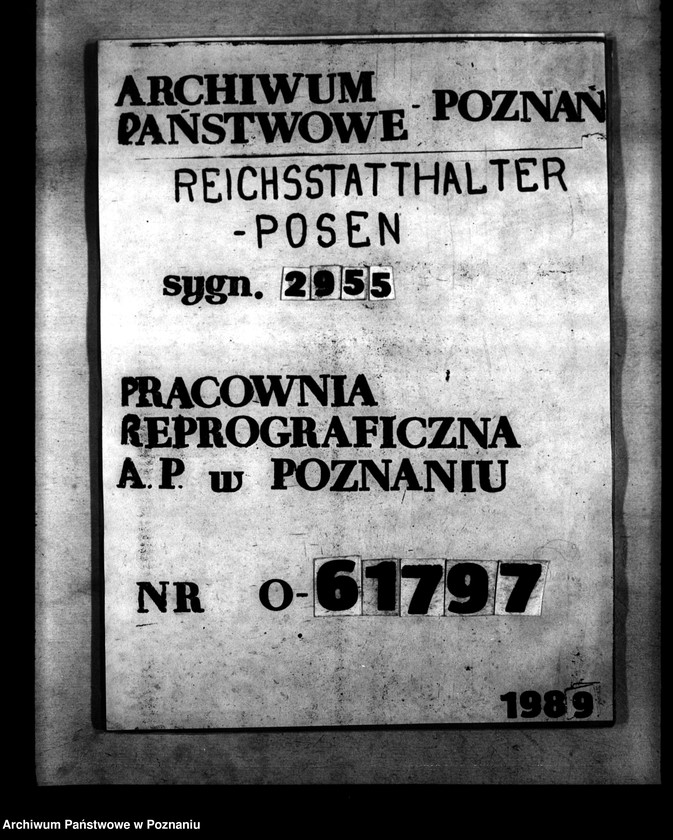 ARCHIWUM
PAŃSTWOWE - POZNAŃ
REICHSSTATTHALTER
-POSEN
sygn. 2955
PRACOWNIA
REPROGRAFICZNA
A.P. w POZNANIU
NR O-61797
1989
Archiwum Państwowe w Poznaniu